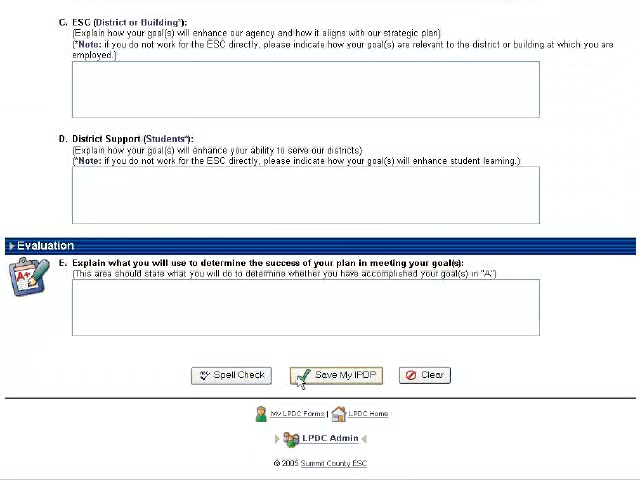 C. ESC (District or Building*):
(Explain how your goal(s) will enhance our agency and how it aligns with our strategic plan)
(*Note: if you do not work for the ESC directly, please indicate how your goal(s) are relevant to the district or building at which you are
employed.)
D. District Support (Students*):
(Explain how your goal(s) will enhance your ability to serve our districts)
(*Note: if you do not work for the ESC directly, please indicate how your goal(s) will enhance student learning.)
Evaluation
E. Explain what you will use to determine the success of your plan in meeting your goal(s):
(This area should state what you will do to determine whether you have accomplished your goal(s) in "A")
A+
Spell Check Save My IPDP Clear
My LPDC Forms | LPDC Home
LPDC Admin
© 2005 Summit County ESC